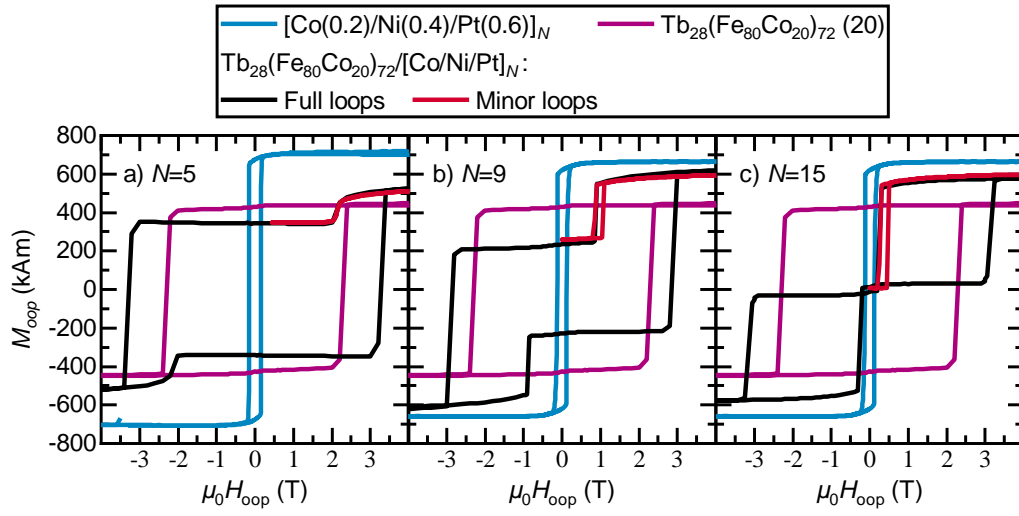 [Co(0.2)/Ni(0.4)/Pt(0.6)]N Tb28(Fe80Co20)72 (20)
Tb28(Fe80Co20)72/[Co/Ni/Pt]N:
Full loops Minor loops
800
600
400
200
0
-200
-400
-600
-800
Moop (kAm)
a) N=5
b) N=9
c) N=15
-3 -2 -1 0 1 2 3
-3 -2 -1 0 1 2 3
-3 -2 -1 0 1 2 3
μ0Hoop (T)
μ0Hoop (T)
μ0Hoop (T)